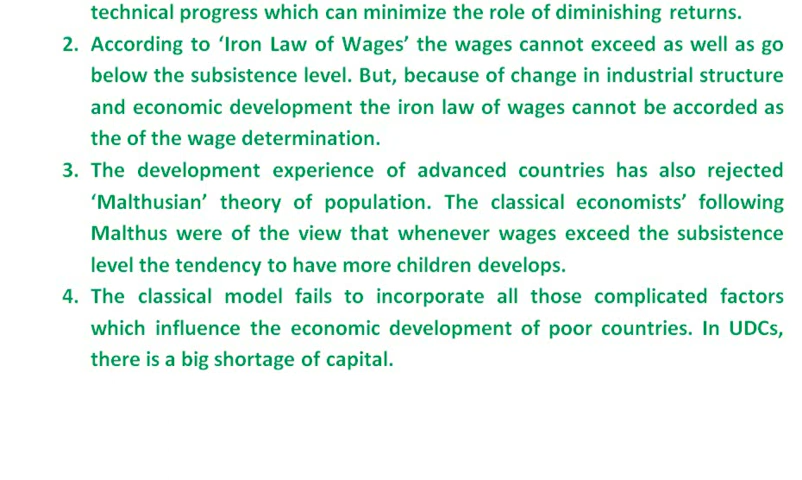 technical progress which can minimize the role of diminishing returns.
2. According to ‘Iron Law of Wages’ the wages cannot exceed as well as go
below the subsistence level. But, because of change in industrial structure
and economic development the iron law of wages cannot be accorded as
the of the wage determination.
3. The development experience of advanced countries has also rejected
‘Malthusian’ theory of population. The classical economists’ following
Malthus were of the view that whenever wages exceed the subsistence
level the tendency to have more children develops.
4. The classical model fails to incorporate all those complicated factors
which influence the economic development of poor countries. In UDCs,
there is a big shortage of capital.